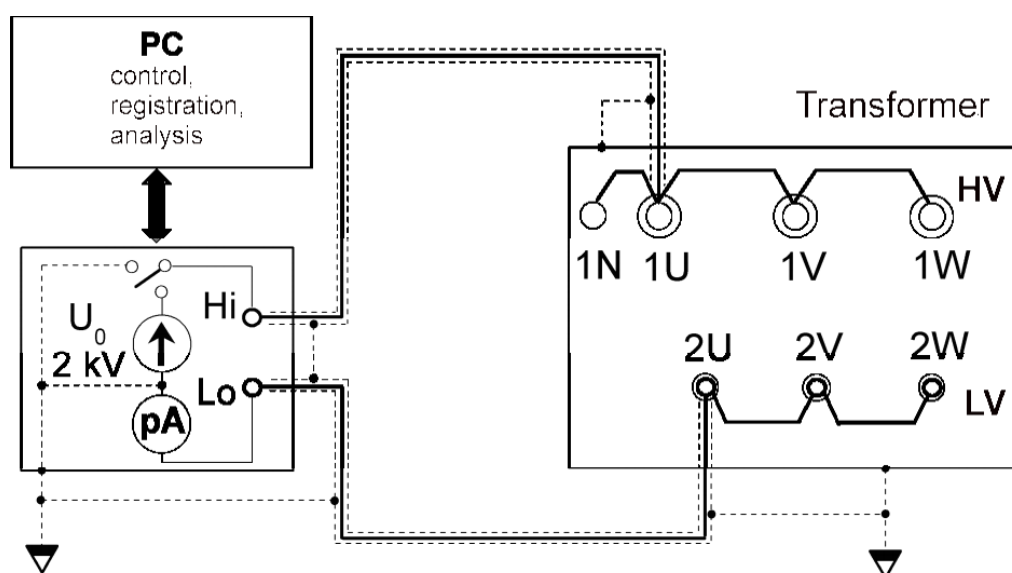 PC
control,
registration,
analysis
Transformer
HV
1N 1U 1V 1W
Hi
U0
2 kV
2U 2V 2W
Lo
LV
pA